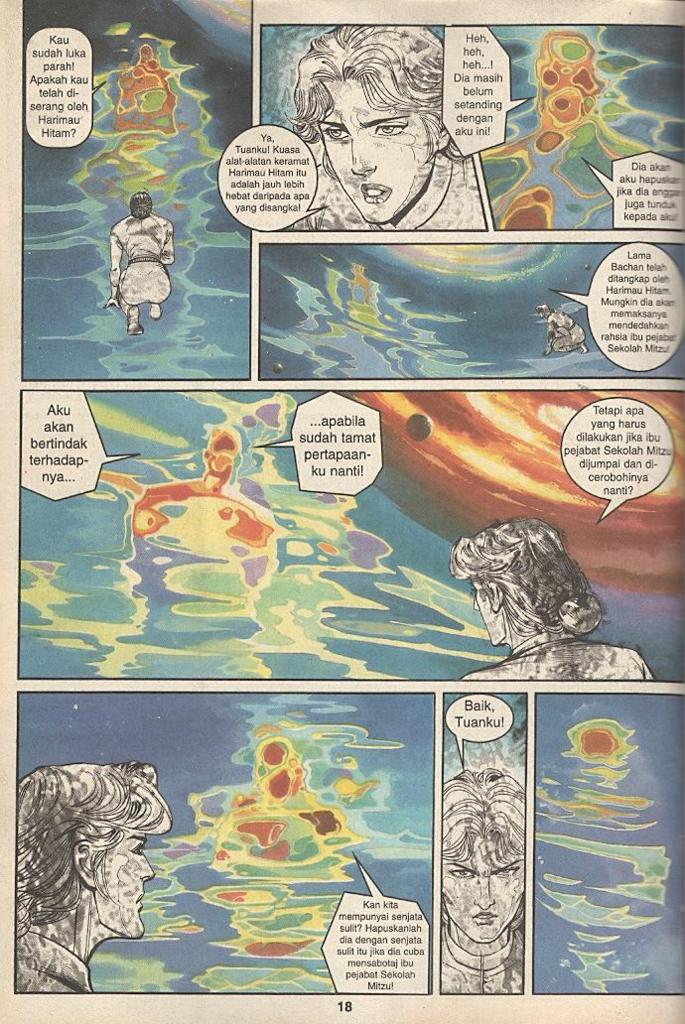 Kau
sudah luka
parah!
Apakah kau
telah di-
serang oleh
Harimau
Hitam?
Ya,
Tuanku! Kuasa
alat-alatan keramat
Harimau Hitam itu
adalah jauh lebih
hebat daripada apa
yang disangka!
Heh,
heh,
heh...!
Dia masih
belum
setanding
dengan
aku ini!
Dia akan
aku hapuskan
jika dia enggan
juga tunduk
kepada aku!
Lama
Bachan telah
ditangkap oleh
Harimau Hitam.
Mungkin dia akan
memaksanya
mendedahkan
rahsia ibu pejabat
Sekolah Mitzu!
Aku
akan
bertindak
terhadap-
nya...
...apabila
sudah tamat
pertapaan-
ku nanti!
Tetapi apa
yang harus
dilakukan jika ibu
pejabat Sekolah Mitzu
dijumpai dan di-
cerobohinya
nanti?
Kan kita
mempunyai senjata
sulit? Hapuskanlah
dia dengan senjata
sulit itu jika dia cuba
mensabotaj ibu
pejabat Sekolah
Mitzu!
Baik,
Tuanku!
18